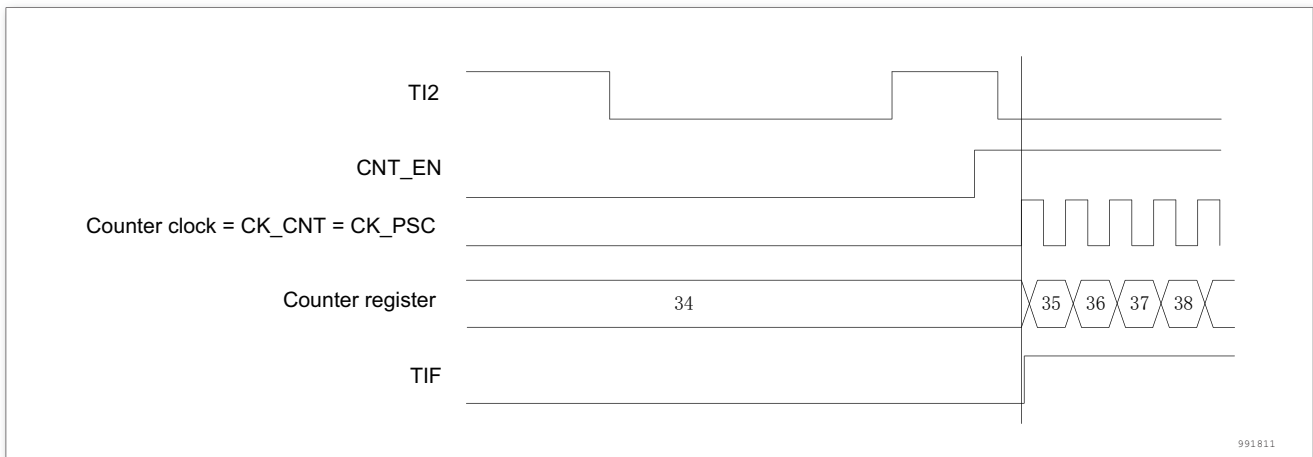 TI2
CNT_EN
Counter clock = CK_CNT = CK_PSC
Counter register 34 35 36 37 38
TIF
991811